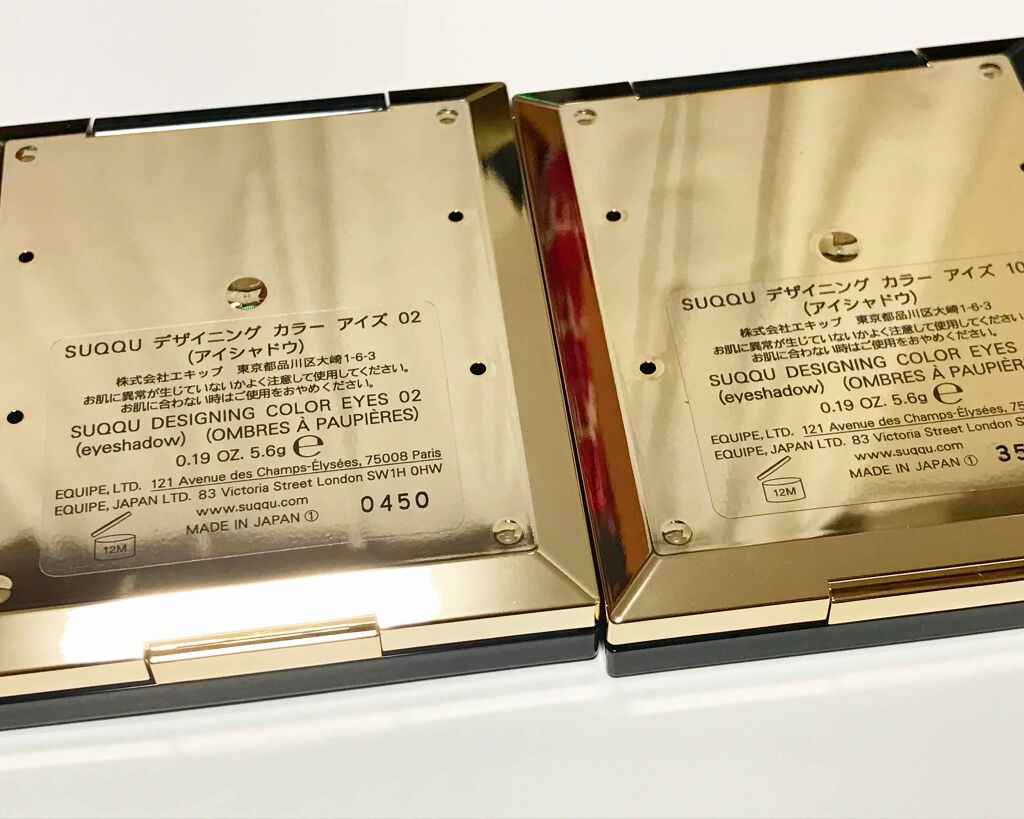 SUQQU デザイニング カラー アイズ 02
(アイシャドウ)
株式会社エキップ 東京都品川区大崎1-6-3
お肌に異常が生じていないかよく注意して使用してください。
お肌に合わない時はご使用をおやめください。
SUQQU DESIGNING COLOR EYES 02
(eyeshadow) (OMBRES À PAUPIÈRES)
0.19 OZ. 5.6g ℮
EQUIPE, LTD. 121 Avenue des Champs-Élysées, 75008 Paris
EQUIPE, JAPAN LTD. 83 Victoria Street London SW1H 0HW
www.suqqu.com
MADE IN JAPAN ①
0450
12M
SUQQU デザイニング カラー アイズ 10
(アイシャドウ)
株式会社エキップ 東京都品川区大崎1-6-3
お肌に異常が生じていないかよく注意して使用してください
お肌に合わない時はご使用をおやめください。
SUQQU DESIGNING COLOR EYES
(eyeshadow) (OMBRES À PAUPIÈR
0.19 OZ. 5.6g ℮
EQUIPE, LTD. 121 Avenue des Champs-Élysées, 75
EQUIPE, JAPAN LTD. 83 Victoria Street London S
www.suqqu.com
MADE IN JAPAN ①
35
12M